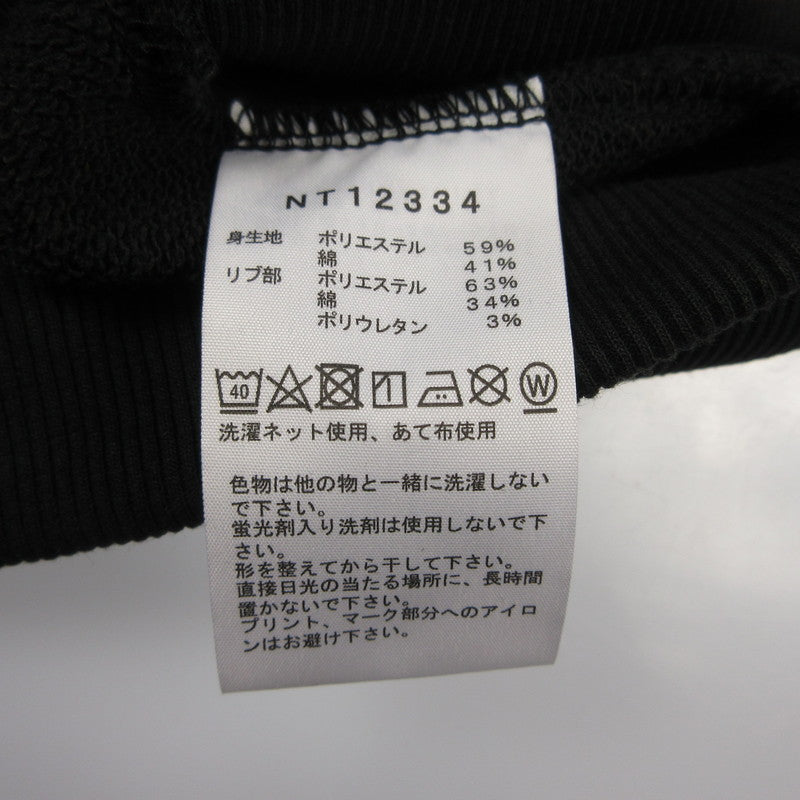 NT12334
身生地 ポリエステル 59%
綿 41%
リブ部 ポリエステル 63%
綿 34%
ポリウレタン 3%
40 1 W
洗濯ネット使用、あて布使用
色物は他の物と一緒に洗濯しない
で下さい。
蛍光剤入り洗剤は使用しないで下
さい。
形を整えてから干して下さい。
直接日光の当たる場所に、長時間
置かないで下さい。
プリント、マーク部分へのアイロ
ンはお避け下さい。